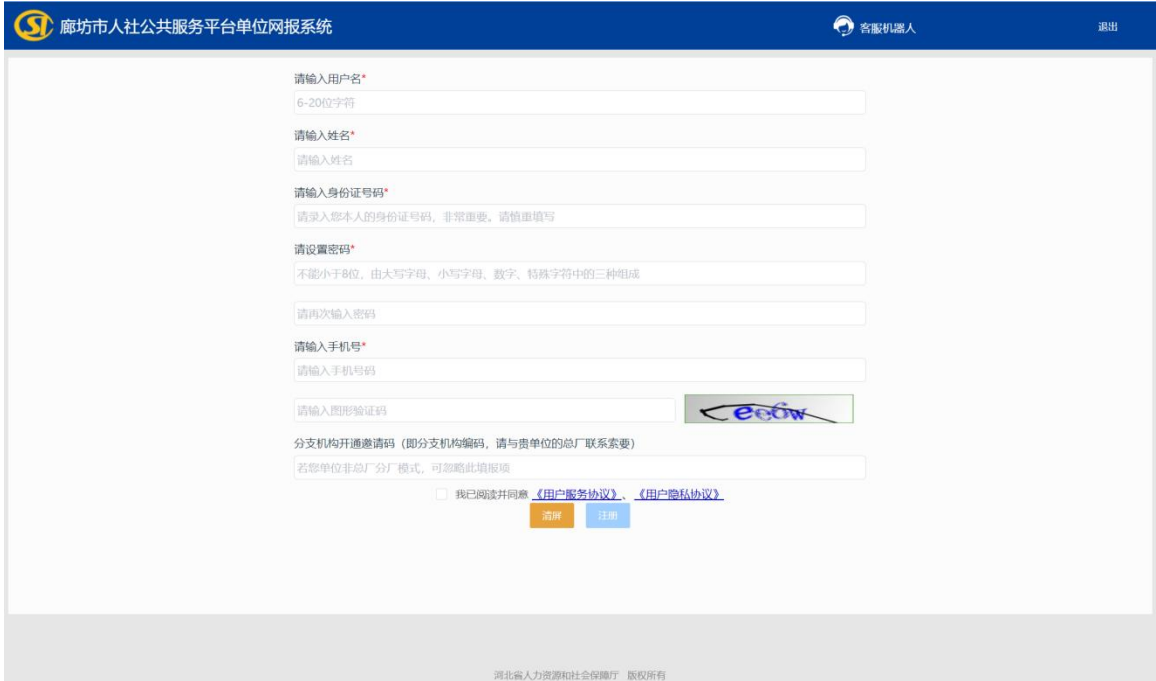 廊坊市人社公共服务平台单位网报系统
客服机器人
退出
请输入用户名*
6-20位字符
请输入姓名*
请输入姓名
请输入身份证号码*
请录入您本人的身份证号码，非常重要。请慎重填写
请设置密码*
不能小于8位，由大写字母、小写字母、数字、特殊字符中的三种组成
请再次输入密码
请输入手机号*
请输入手机号码
请输入图形验证码
分支机构开通邀请码（即分支机构编码，请与贵单位的总厂联系索要）
若您单位非总厂分厂模式，可忽略此填报项
我已阅读并同意《用户服务协议》、《用户隐私协议》
清屏 注册
河北省人力资源和社会保障厅 版权所有